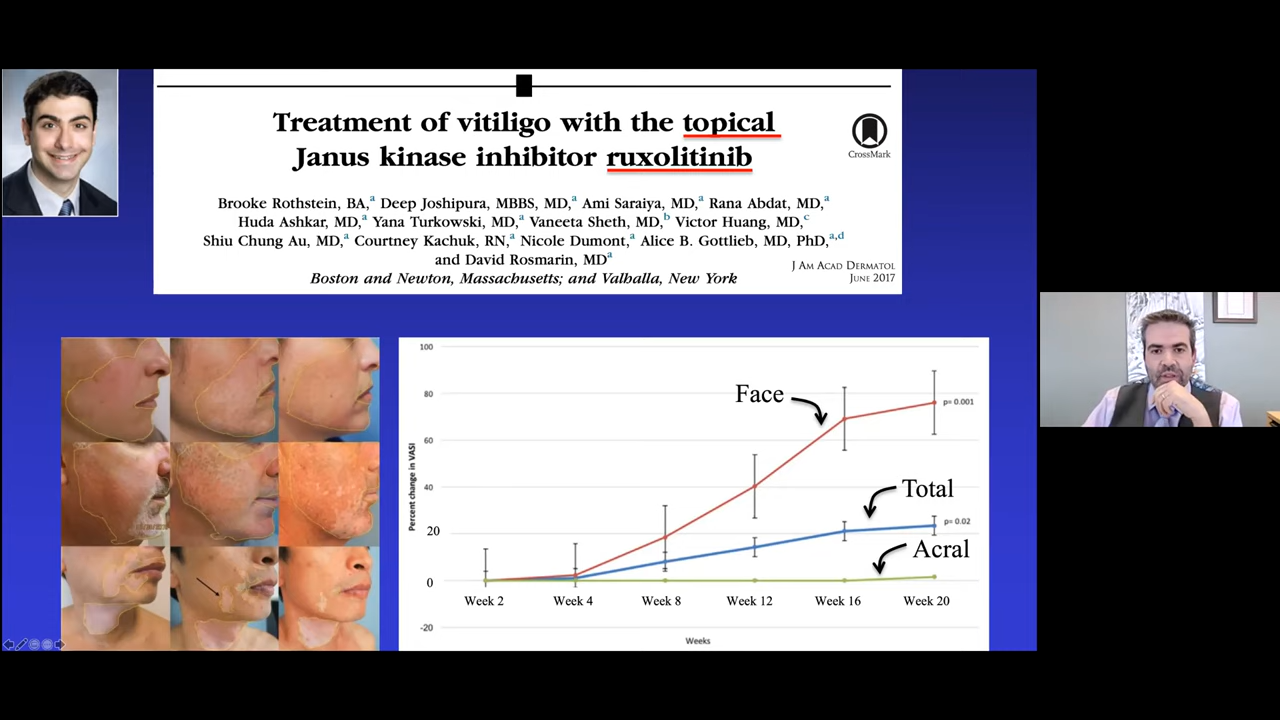 Treatment of vitiligo with the topical
Janus kinase inhibitor ruxolitinib
CrossMark
Brooke Rothstein, BA,a Deep Joshipura, MBBS, MD,a Ami Saraiya, MD,a Rana Abdat, MD,a
Huda Ashkar, MD,a Yana Turkowski, MD,a Vaneeta Sheth, MD,b Victor Huang, MD,c
Shiu Chung Au, MD,a Courtney Kachuk, RN,a Nicole Dumont,a Alice B. Gottlieb, MD, PhD,a,d
and David Rosmarin, MDa
Boston and Newton, Massachusetts; and Valhalla, New York
J Am Acad Dermatol
June 2017
100
80
60
40
20
0
-20
Percent change in VASI
Face
p= 0.001
Total
p= 0.02
Acral
Week 2 Week 4 Week 8 Week 12 Week 16 Week 20
Weeks